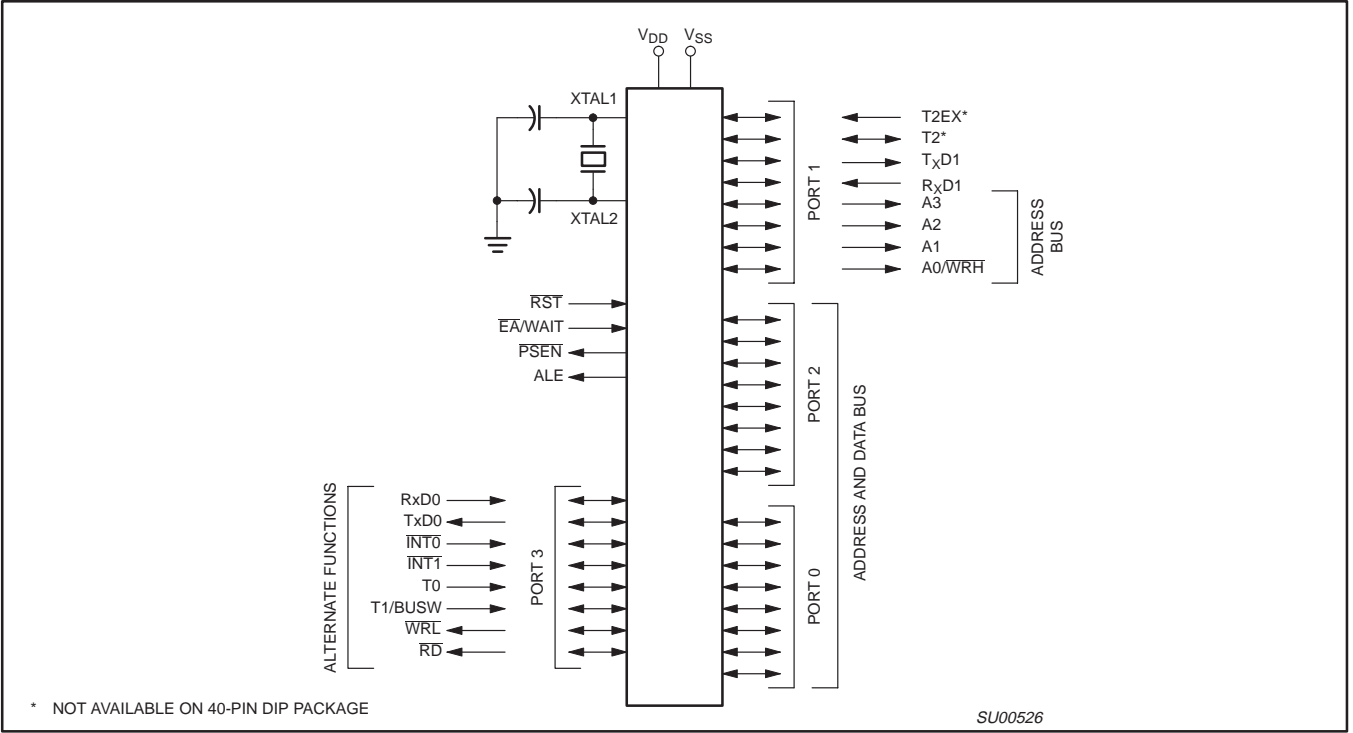 VDD VSS
XTAL1
XTAL2
RST
EA/WAIT
PSEN
ALE
PORT 1
T2EX*
T2*
TXD1
RXD1
A3
A2
A1
A0/WRH
ADDRESS
BUS
PORT 2
ADDRESS AND DATA BUS
PORT 0
ALTERNATE FUNCTIONS
RxD0
TxD0
INT0
INT1
T0
T1/BUSW
WRL
RD
PORT 3
* NOT AVAILABLE ON 40-PIN DIP PACKAGE
SU00526